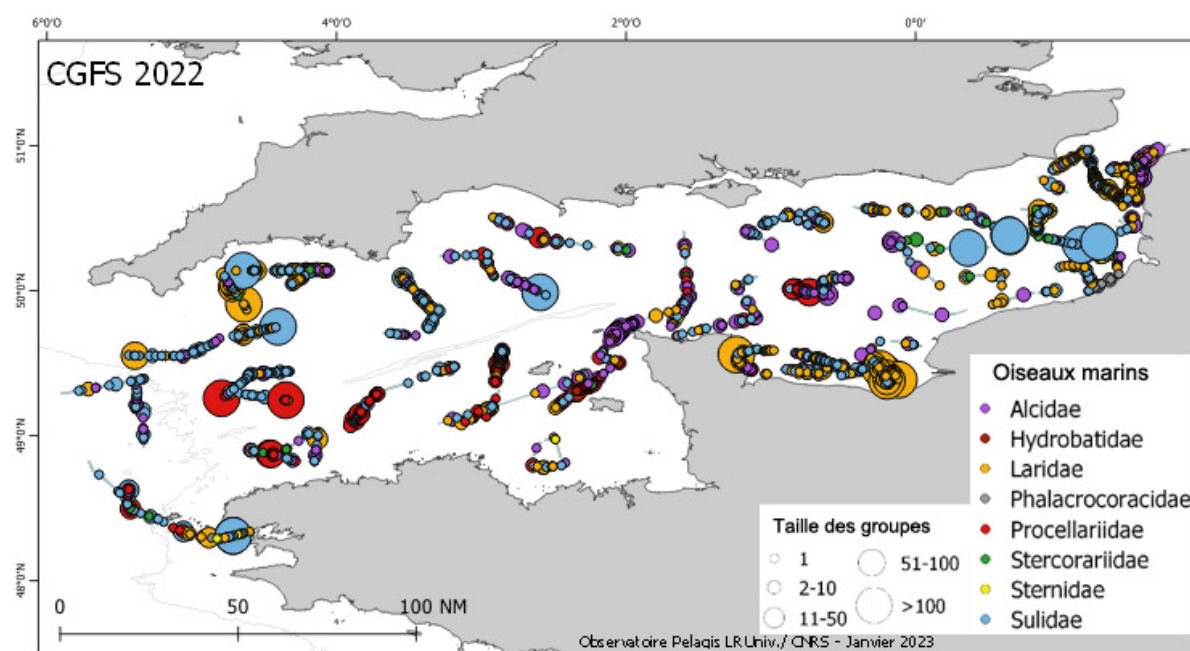 6°0'O 4°0'O 2°0'O 0°0'
CGFS 2022
51°0'N
50°0'N
49°0'N
48°0'N
Oiseaux marins
Alcidae
Hydrobatidae
Laridae
Phalacrocoracidae
Procellariidae
Stercorariidae
Sternidae
Sulidae
Taille des groupes
1
2-10
11-50
51-100
>100
0 50 100 NM
Observatoire Pelagis LR Univ./ CNRS - Janvier 2023